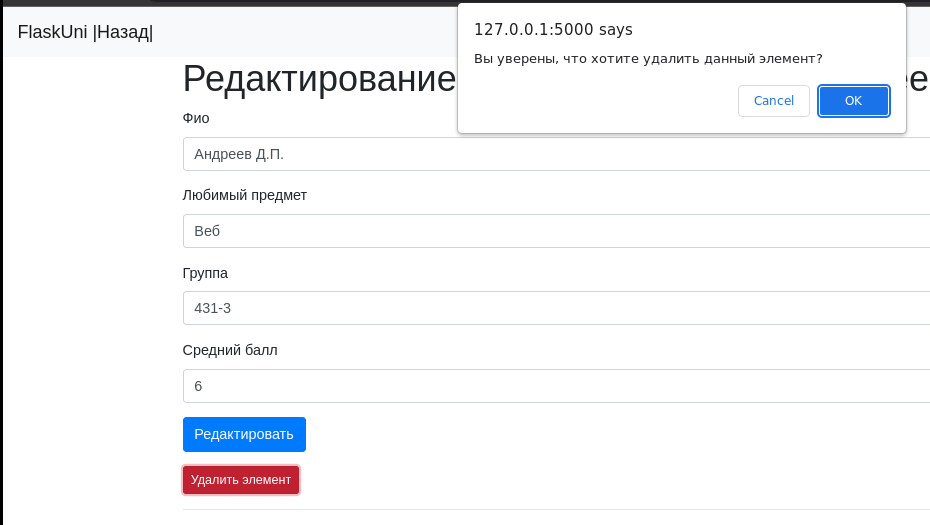 FlaskUni |Назад|
127.0.0.1:5000 says
Вы уверены, что хотите удалить данный элемент?
Cancel
OK
Редактирование
Фио
Андреев Д.П.
Любимый предмет
Веб
Группа
431-3
Средний балл
6
Редактировать
Удалить элемент